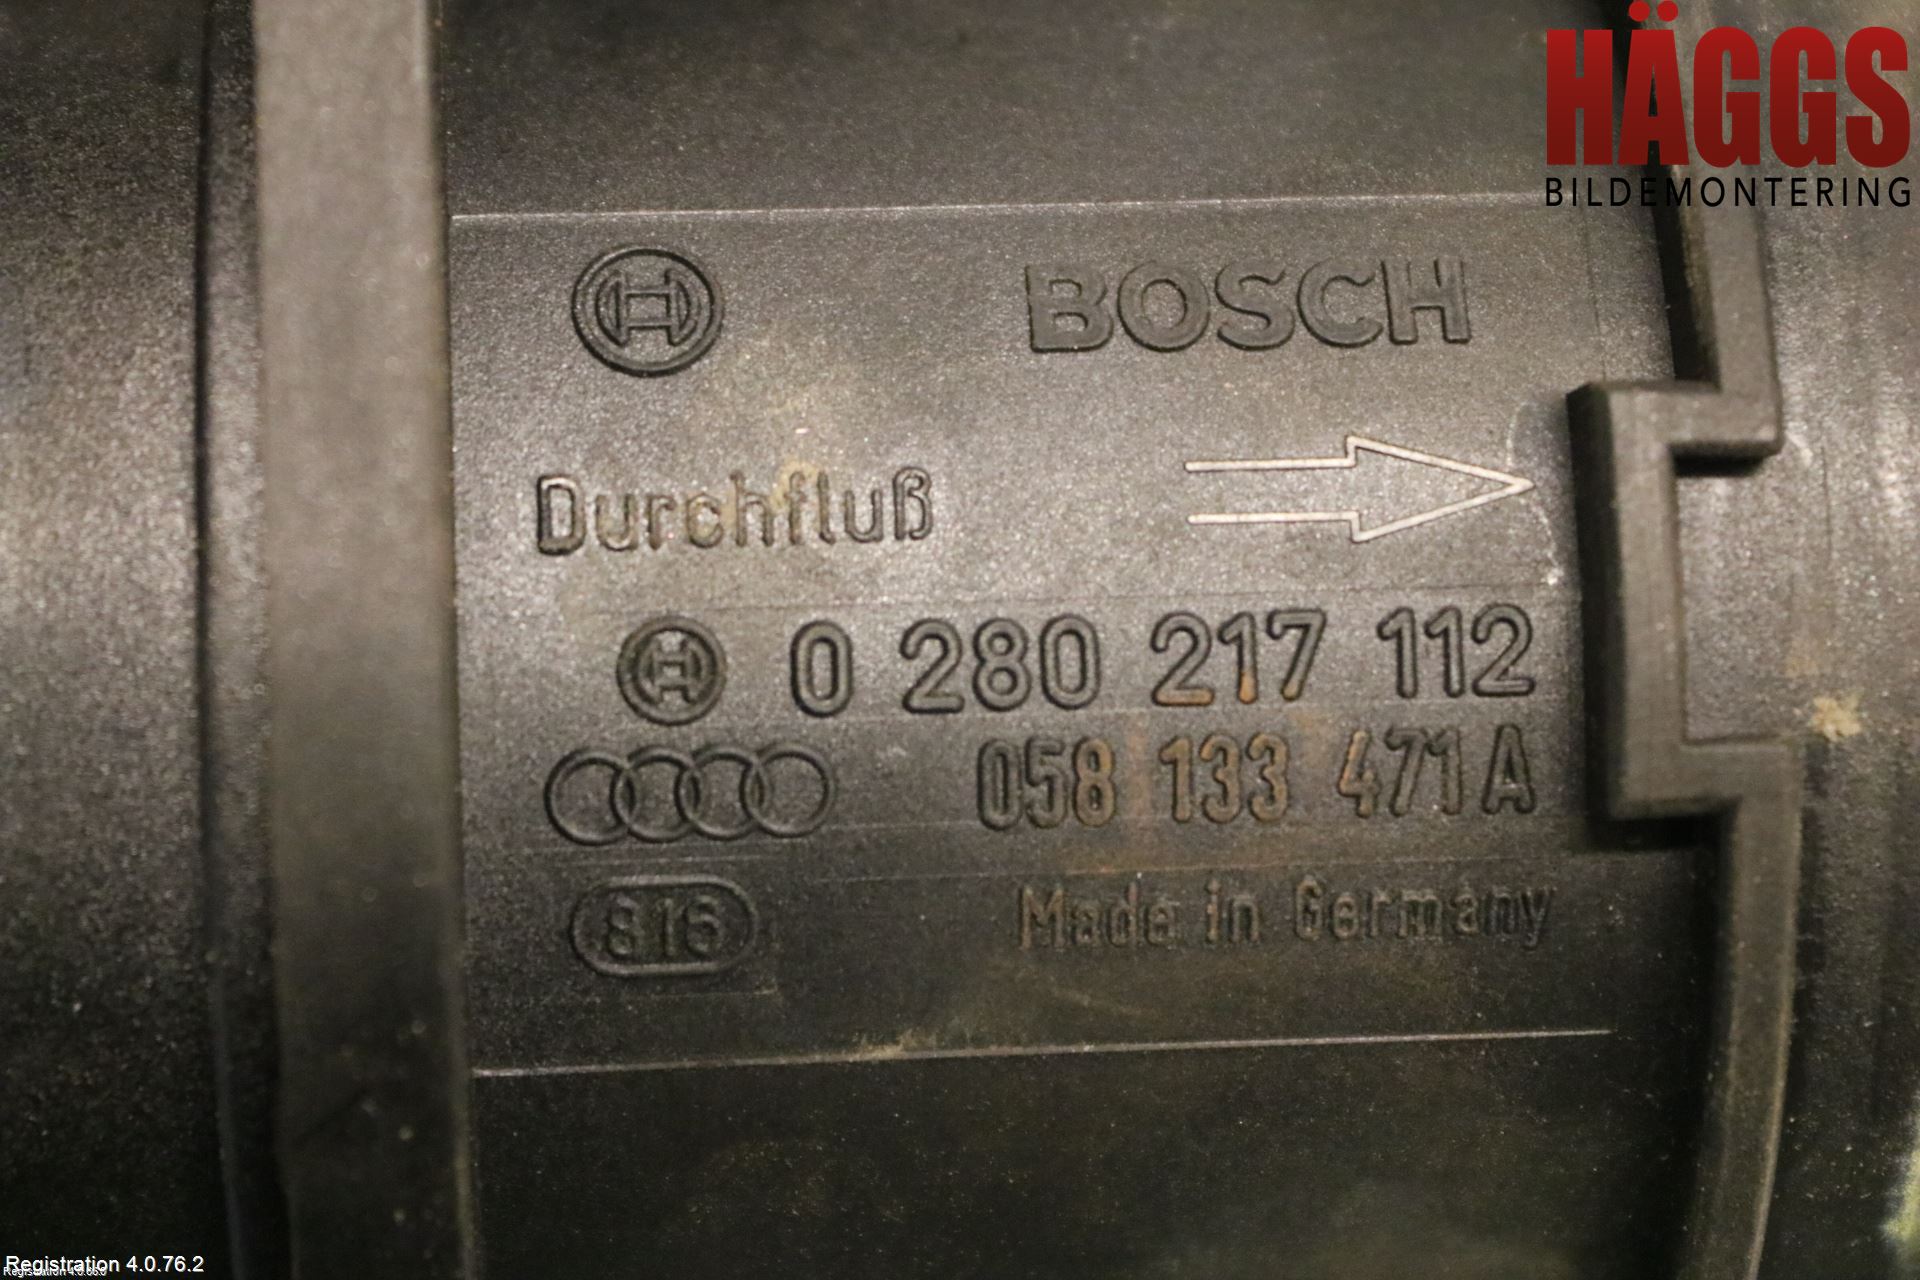 HÄGGS
BILDEMONTERING
BOSCH
Durchfluß
0 280 217 112
058 133 471 A
816
Made in Germany
Registration 4.0.76.2